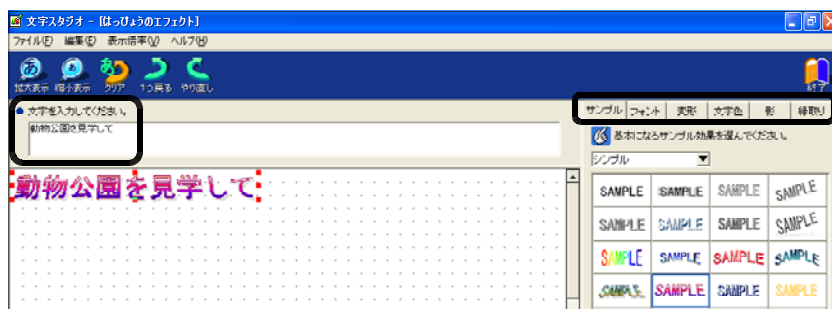 文字スタジオ - [はっぴょうのエフェクト]
ファイル(F) 編集(E) 表示倍率(V) ヘルプ(H)
拡大表示 縮小表示 クリア 1つ戻る やり直し 終了
文字を入力してください。
動物公園を見学して
サンプル フォント 変形 文字色 影 縁取り
基本になるサンプル効果を選んでください。
シンプル
動物公園を見学して
SAMPLE SAMPLE SAMPLE SAMPLE
SAMPLE SAMPLE SAMPLE SAMPLE
SAMPLE SAMPLE SAMPLE SAMPLE
SAMPLE SAMPLE SAMPLE SAMPLE